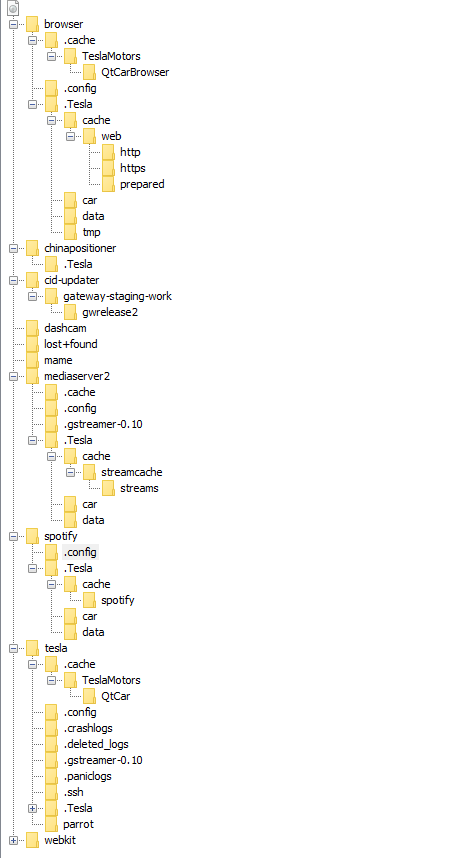 browser
.cache
TeslaMotors
QtCarBrowser
.config
.Tesla
cache
web
http
https
prepared
car
data
tmp
chinapositioner
.Tesla
cid-updater
gateway-staging-work
gwrelease2
dashcam
lost+found
mame
mediaserver2
.cache
.config
.gstreamer-0.10
.Tesla
cache
streamcache
streams
car
data
spotify
.config
.Tesla
cache
spotify
car
data
tesla
.cache
TeslaMotors
QtCar
.config
.crashlogs
.deleted_logs
.gstreamer-0.10
.paniclogs
.ssh
.Tesla
parrot
webkit